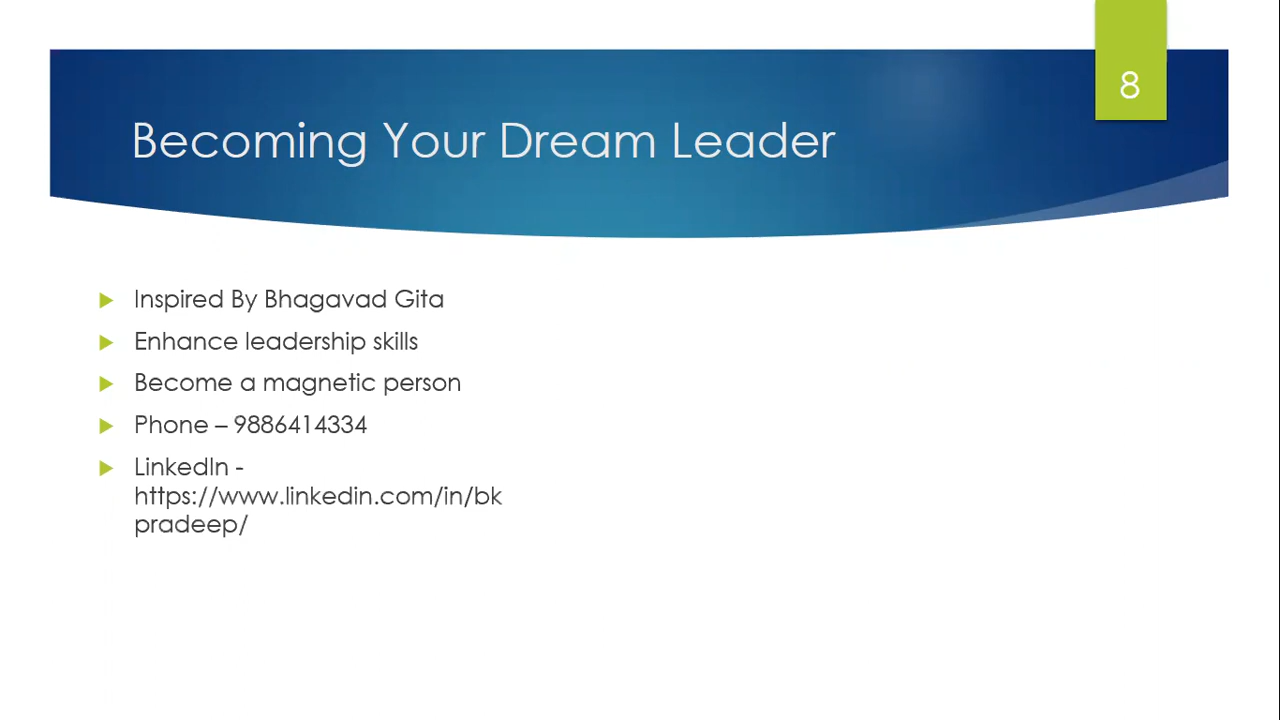 8
Becoming Your Dream Leader
Inspired By Bhagavad Gita
Enhance leadership skills
Become a magnetic person
Phone – 9886414334
LinkedIn -
https://www.linkedin.com/in/bk
pradeep/